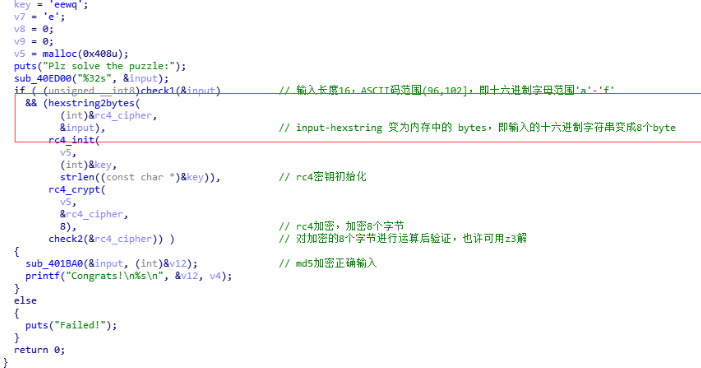 key = 'eewq';
v7 = 'e';
v8 = 0;
v9 = 0;
v5 = malloc(0x408u);
puts("Plz solve the puzzle:");
sub_40ED00("%32s", &input);
if ( (unsigned __int8)check1(&input) // 输入长度16, ASCII码范围(96,102], 即十六进制字母范围'a'-'f'
&& (hexstring2bytes(
(int)&rc4_cipher,
&input), // input-hexstring 变为内存中的 bytes, 即输入的十六进制字符串变成8个byte
rc4_init(
v5,
(int)&key,
strlen((const char *)&key)), // rc4密钥初始化
rc4_crypt(
v5,
&rc4_cipher,
8), // rc4加密, 加密8个字节
check2(&rc4_cipher)) ) // 对加密的8个字节进行运算后验证, 也许可用z3解
{
sub_401BA0(&input, (int)&v12); // md5加密正确输入
printf("Congrats!\n%s\n", &v12, v4);
}
else
{
puts("Failed!");
}
return 0;
}